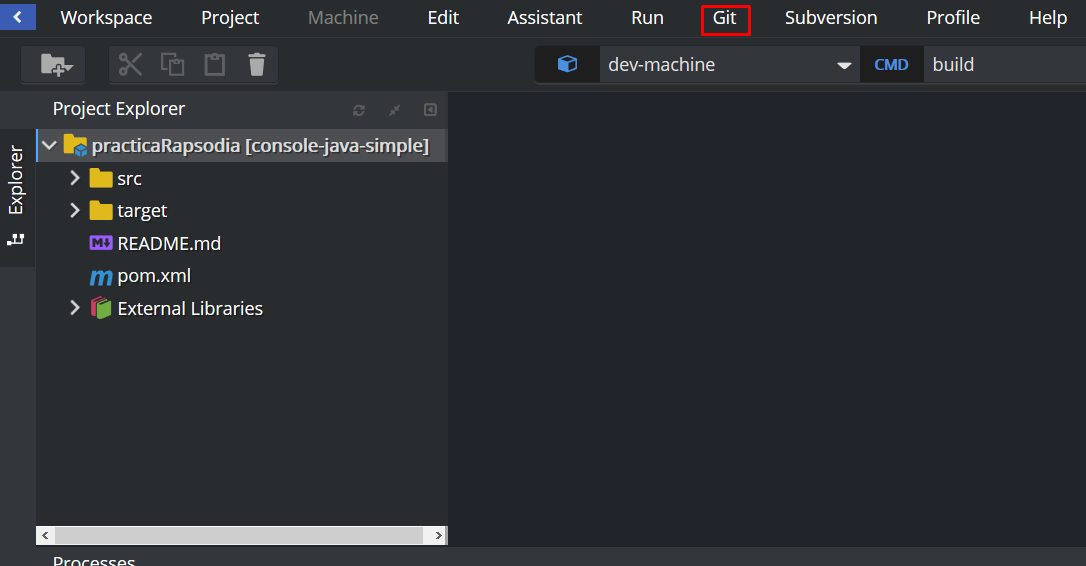 Workspace Project Machine Edit Assistant Run Git Subversion Profile Help
dev-machine CMD build
Project Explorer
Explorer
practicaRapsodia [console-java-simple]
src
target
M README.md
m pom.xml
External Libraries
Processes